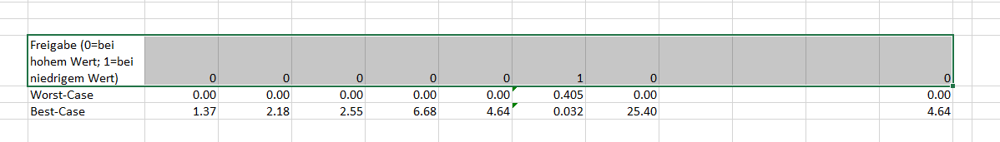 Freigabe (0=bei
hohem Wert; 1=bei
niedrigem Wert) 0 0 0 0 0 1 0 0
Worst-Case 0.00 0.00 0.00 0.00 0.00 0.405 0.00 0.00
Best-Case 1.37 2.18 2.55 6.68 4.64 0.032 25.40 4.64